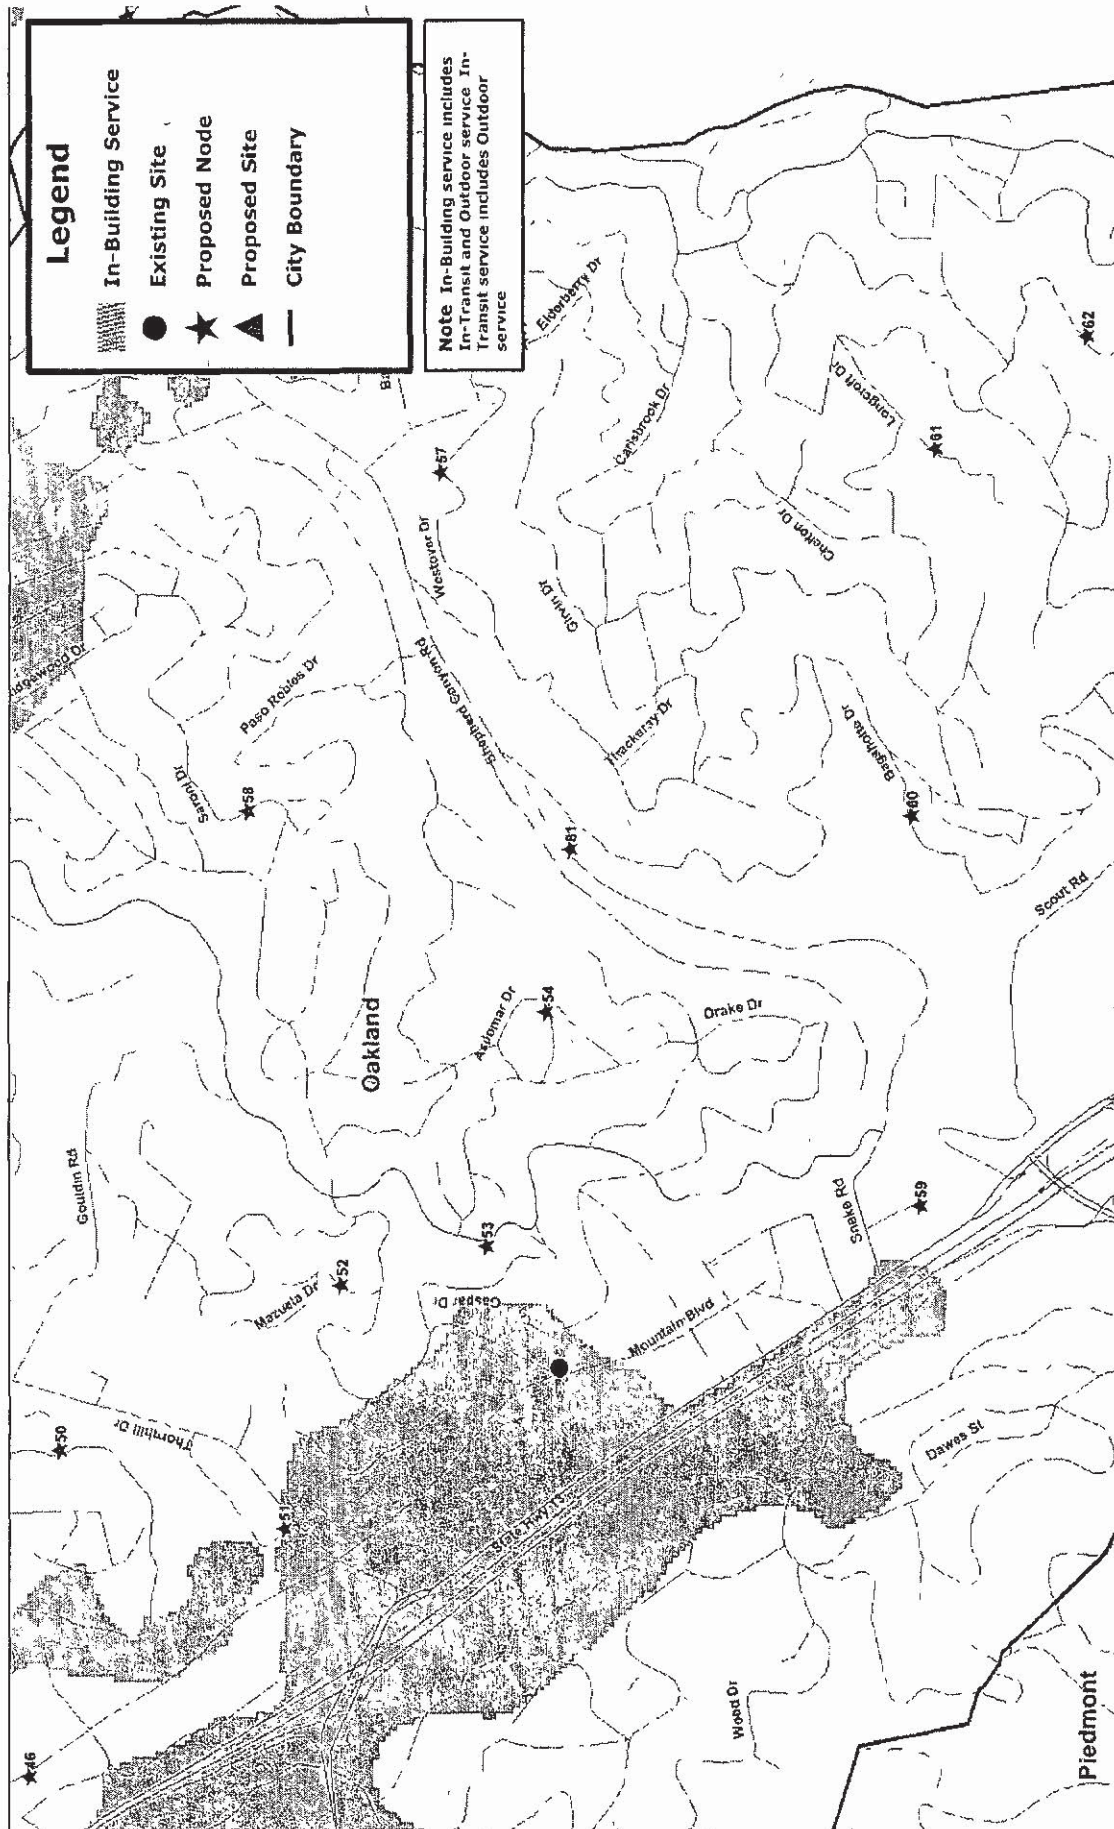 Legend
In-Building Service
Existing Site
Proposed Node
Proposed Site
City Boundary
Note In-Building service includes
In-Transit and Outdoor service In-
Transit service includes Outdoor
service
Elderberry Dr
Carisbrook Dr
Longcroft Dr
62
61
57
Westover Dr
Girvin Dr
Chelton Dr
Shepherd Canyon Rd
Paso Robles Dr
Thackeray Dr
Bagshotte Dr
Saroni Dr
58
81
60
Scout Rd
Oakland
Asilomar Dr
54
Drake Dr
Gouldin Rd
53
52
Mazuela Dr
Gaspar Dr
Snake Rd
59
Mountain Blvd
Thornhill Dr
50
51
State Hwy 13
Dawes St
46
Wood Dr
Piedmont